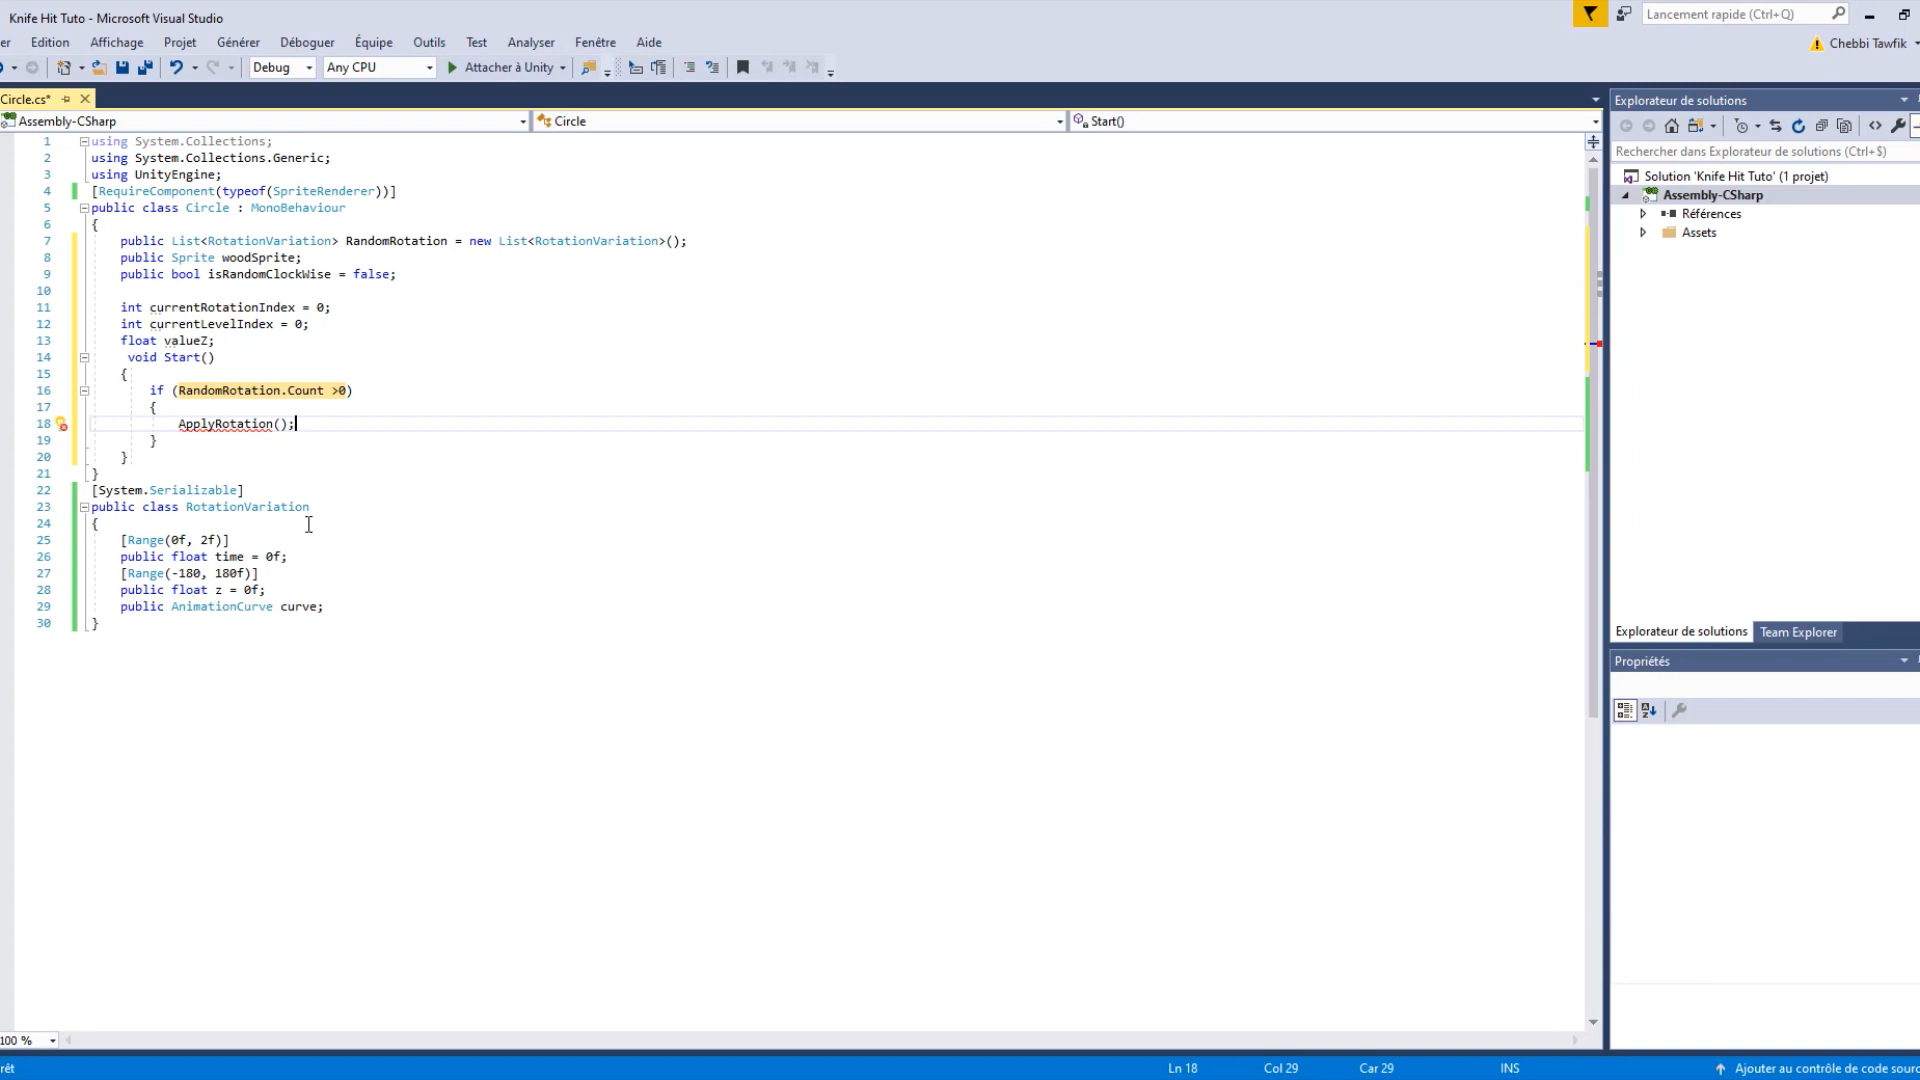 Knife Hit Tuto - Microsoft Visual Studio
Lancement rapide (Ctrl+Q)
er Edition Affichage Projet Générer Déboguer Équipe Outils Test Analyser Fenêtre Aide
Chebbi Tawfik
Debug Any CPU Attacher à Unity
Circle.cs*
Assembly-CSharp Circle Start()
1 using System.Collections;
2 using System.Collections.Generic;
3 using UnityEngine;
4 [RequireComponent(typeof(SpriteRenderer))]
5 public class Circle : MonoBehaviour
6 {
7 public List<RotationVariation> RandomRotation = new List<RotationVariation>();
8 public Sprite woodSprite;
9 public bool isRandomClockWise = false;
10
11 int currentRotationIndex = 0;
12 int currentLevelIndex = 0;
13 float valueZ;
14 void Start()
15 {
16 if (RandomRotation.Count >0)
17 {
18 ApplyRotation();
19 }
20 }
21 }
22 [System.Serializable]
23 public class RotationVariation
24 {
25 [Range(0f, 2f)]
26 public float time = 0f;
27 [Range(-180, 180f)]
28 public float z = 0f;
29 public AnimationCurve curve;
30 }
Explorateur de solutions
Rechercher dans Explorateur de solutions (Ctrl+$)
Solution 'Knife Hit Tuto' (1 projet)
Assembly-CSharp
Références
Assets
Explorateur de solutions Team Explorer
Propriétés
100 %
rêt Ln 18 Col 29 Car 29 INS Ajouter au contrôle de code sourc